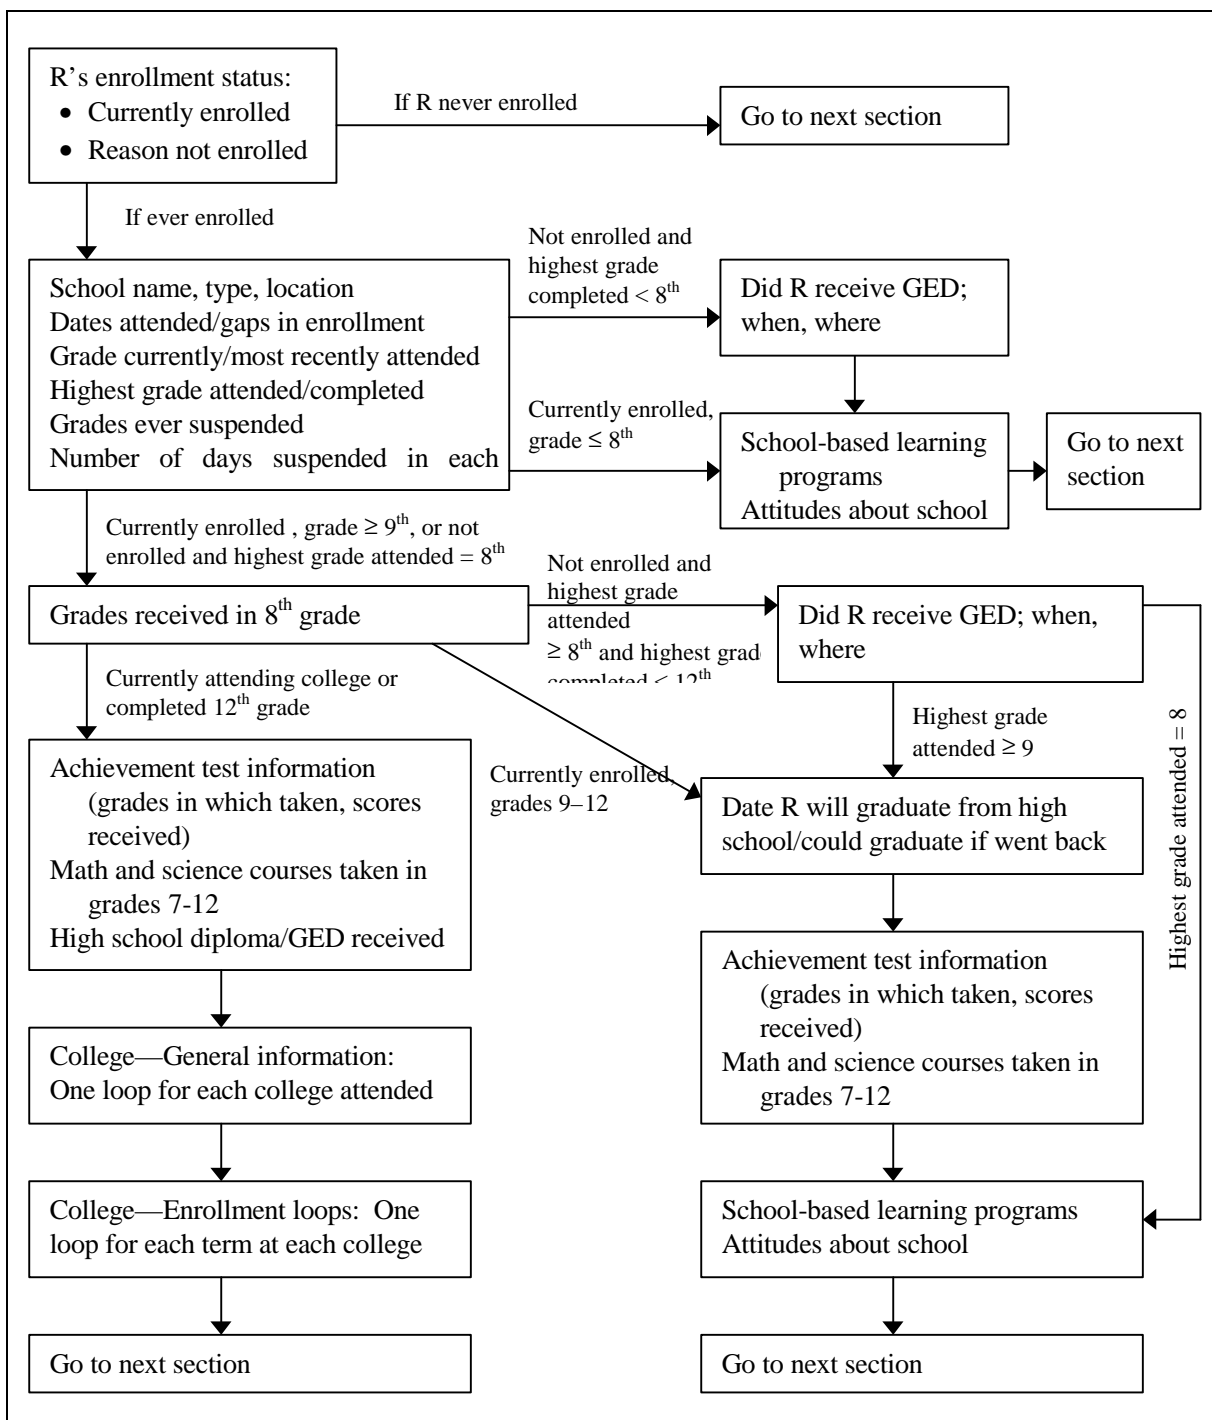 R’s enrollment status:
• Currently enrolled
• Reason not enrolled
If R never enrolled
Go to next section
If ever enrolled
School name, type, location
Dates attended/gaps in enrollment
Grade currently/most recently attended
Highest grade attended/completed
Grades ever suspended
Number of days suspended in each
Not enrolled and
highest grade
completed < 8th
Did R receive GED;
when, where
Currently enrolled,
grade ≤ 8th
School-based learning
programs
Attitudes about school
Go to next
section
Currently enrolled , grade ≥ 9th, or not
enrolled and highest grade attended = 8th
Grades received in 8th grade
Not enrolled and
highest grade
attended
≥ 8th and highest grade
completed < 12th
Did R receive GED; when,
where
Currently attending college or
completed 12th grade
Highest grade
attended ≥ 9
Highest grade attended = 8
Currently enrolled,
grades 9–12
Achievement test information
(grades in which taken, scores
received)
Math and science courses taken in
grades 7-12
High school diploma/GED received
Date R will graduate from high
school/could graduate if went back
Achievement test information
(grades in which taken, scores
received)
Math and science courses taken in
grades 7-12
College—General information:
One loop for each college attended
College—Enrollment loops: One
loop for each term at each college
School-based learning programs
Attitudes about school
Go to next section
Go to next section